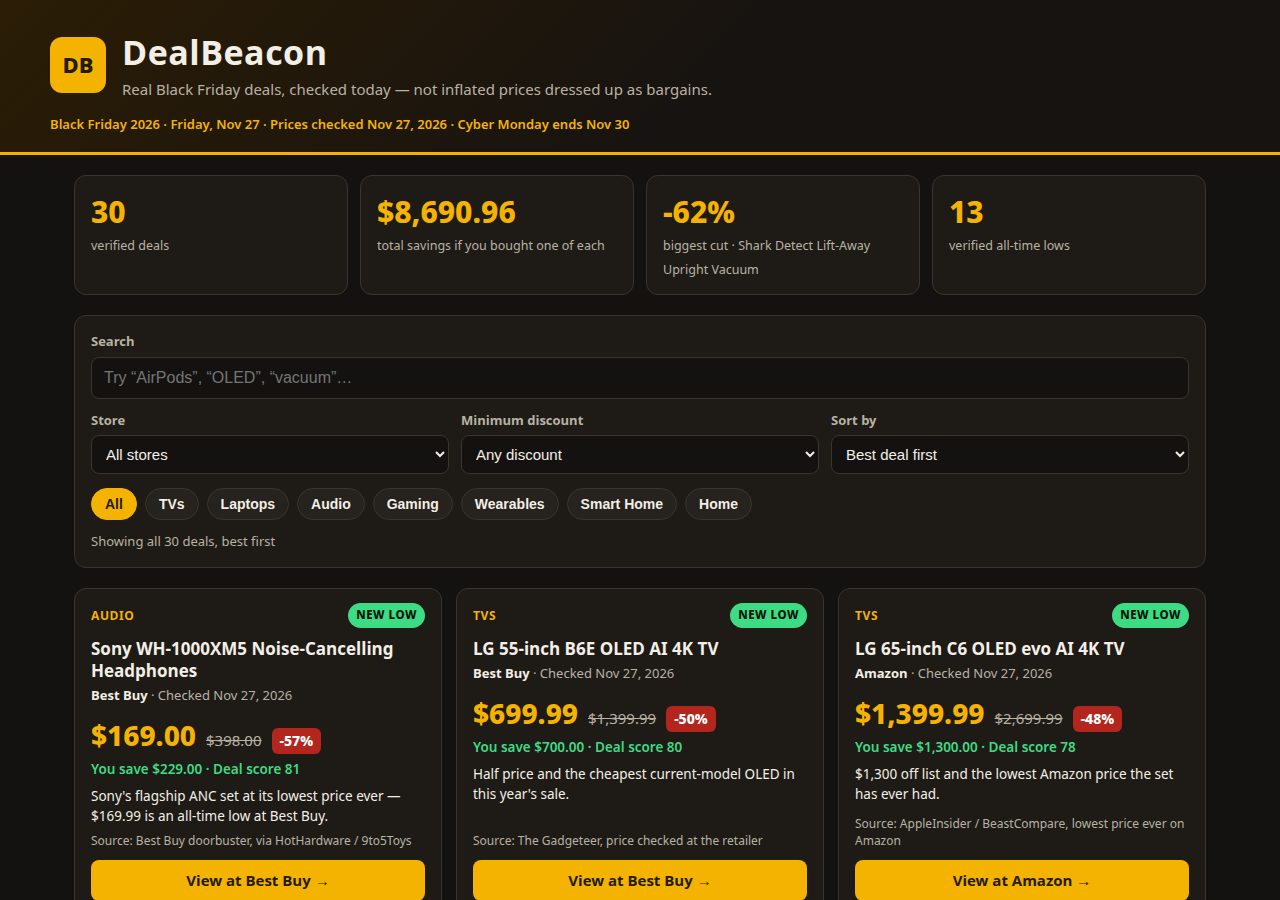 DB
DealBeacon
Real Black Friday deals, checked today — not inflated prices dressed up as bargains.
Black Friday 2026 · Friday, Nov 27 · Prices checked Nov 27, 2026 · Cyber Monday ends Nov 30
30
verified deals
$8,690.96
total savings if you bought one of each
-62%
biggest cut · Shark Detect Lift-Away
Upright Vacuum
13
verified all-time lows
Search
Try “AirPods”, “OLED”, “vacuum”…
Store
Minimum discount
Sort by
All stores
Any discount
Best deal first
All
TVs
Laptops
Audio
Gaming
Wearables
Smart Home
Home
Showing all 30 deals, best first
AUDIO
NEW LOW
Sony WH-1000XM5 Noise-Cancelling
Headphones
Best Buy · Checked Nov 27, 2026
$169.00 $398.00 -57%
You save $229.00 · Deal score 81
Sony's flagship ANC set at its lowest price ever —
$169.99 is an all-time low at Best Buy.
Source: Best Buy doorbuster, via HotHardware / 9to5Toys
View at Best Buy →
TVS
NEW LOW
LG 55-inch B6E OLED AI 4K TV
Best Buy · Checked Nov 27, 2026
$699.99 $1,399.99 -50%
You save $700.00 · Deal score 80
Half price and the cheapest current-model OLED in
this year's sale.
Source: The Gadgeteer, price checked at the retailer
View at Best Buy →
TVS
NEW LOW
LG 65-inch C6 OLED evo AI 4K TV
Amazon · Checked Nov 27, 2026
$1,399.99 $2,699.99 -48%
You save $1,300.00 · Deal score 78
$1,300 off list and the lowest Amazon price the set
has ever had.
Source: AppleInsider / BeastCompare, lowest price ever on
Amazon
View at Amazon →